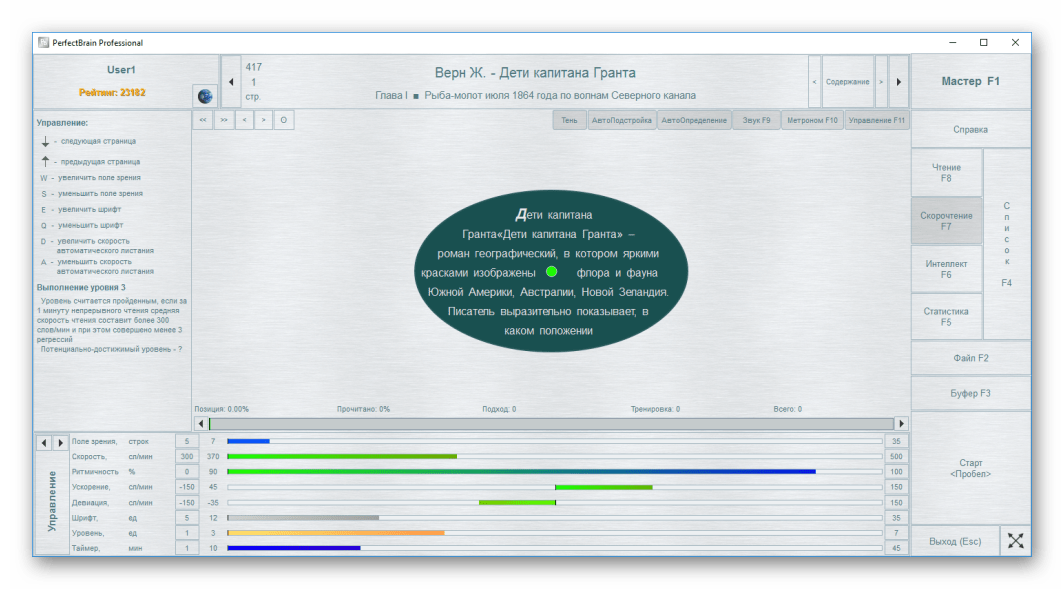 PerfectBrain Professional
User1
Рейтинг: 23182
417
1
стр.
Верн Ж. - Дети капитана Гранта
Глава I ■ Рыба-молот июля 1864 года по волнам Северного канала
< Содержание >
Мастер F1
Управление:
- следующая страница
- предыдущая страница
W - увеличить поле зрения
S - уменьшить поле зрения
E - увеличить шрифт
Q - уменьшить шрифт
D - увеличить скорость
автоматического листания
A - уменьшить скорость
автоматического листания
Выполнение уровня 3
Уровень считается пройденным, если за
1 минуту непрерывного чтения средняя
скорость чтения составит более 300
слов/мин и при этом совершено менее 3
регрессий
Потенциально-достижимый уровень - ?
<< >> < > O
Тень АвтоПодстройка АвтоОпределение Звук F9 Метроном F10 Управление F11
Дети капитана
Гранта«Дети капитана Гранта» –
роман географический, в котором яркими
красками изображены флора и фауна
Южной Америки, Австралии, Новой Зеландия.
Писатель выразительно показывает, в
каком положении
Позиция: 0.00% Прочитано: 0% Подход: 0 Тренировка: 0 Всего: 0
Справка
Чтение
F8
Скорочтение
F7
Интеллект
F6
Статистика
F5
Список
F4
Файл F2
Буфер F3
Старт
<Пробел>
Выход (Esc)
Управление
Поле зрения, строк 5 7 35
Скорость, сл/мин 300 370 500
Ритмичность % 0 90 100
Ускорение, сл/мин -150 45 150
Девиация, сл/мин -150 -35 150
Шрифт, ед 5 12 35
Уровень, ед 1 3 7
Таймер, мин 1 10 45